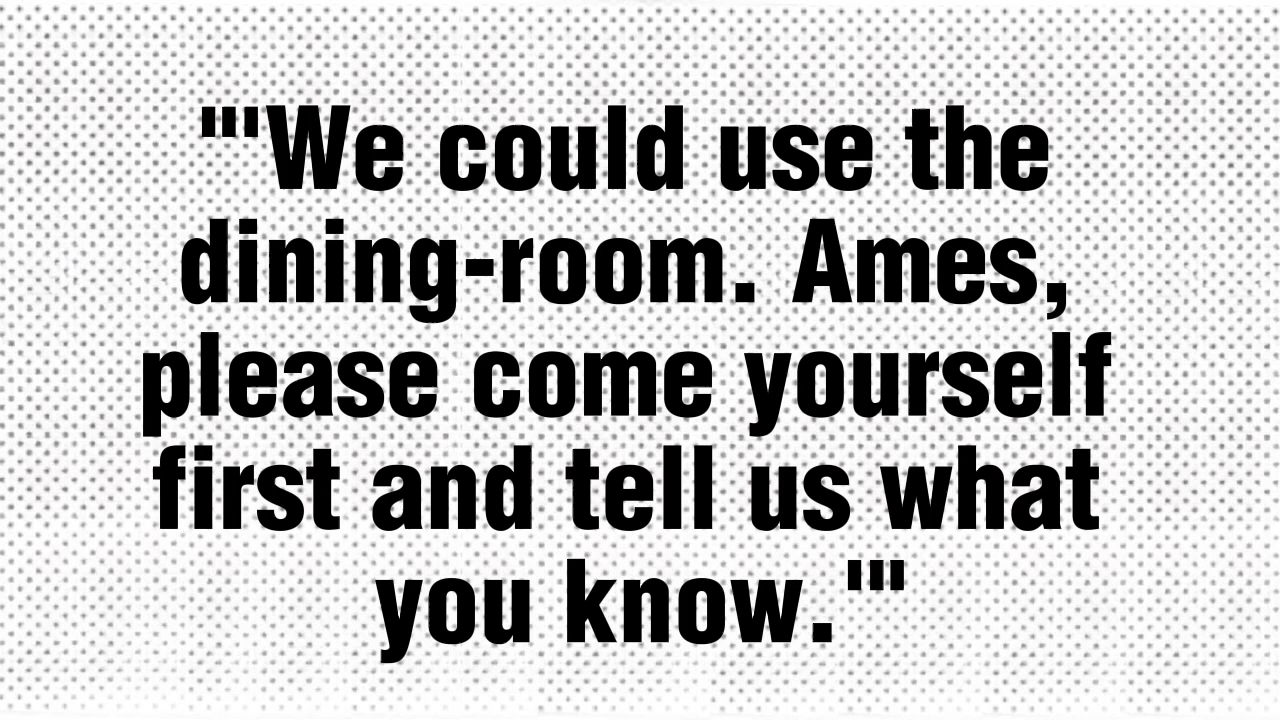 "'We could use the
dining-room. Ames,
please come yourself
first and tell us what
you know.'"